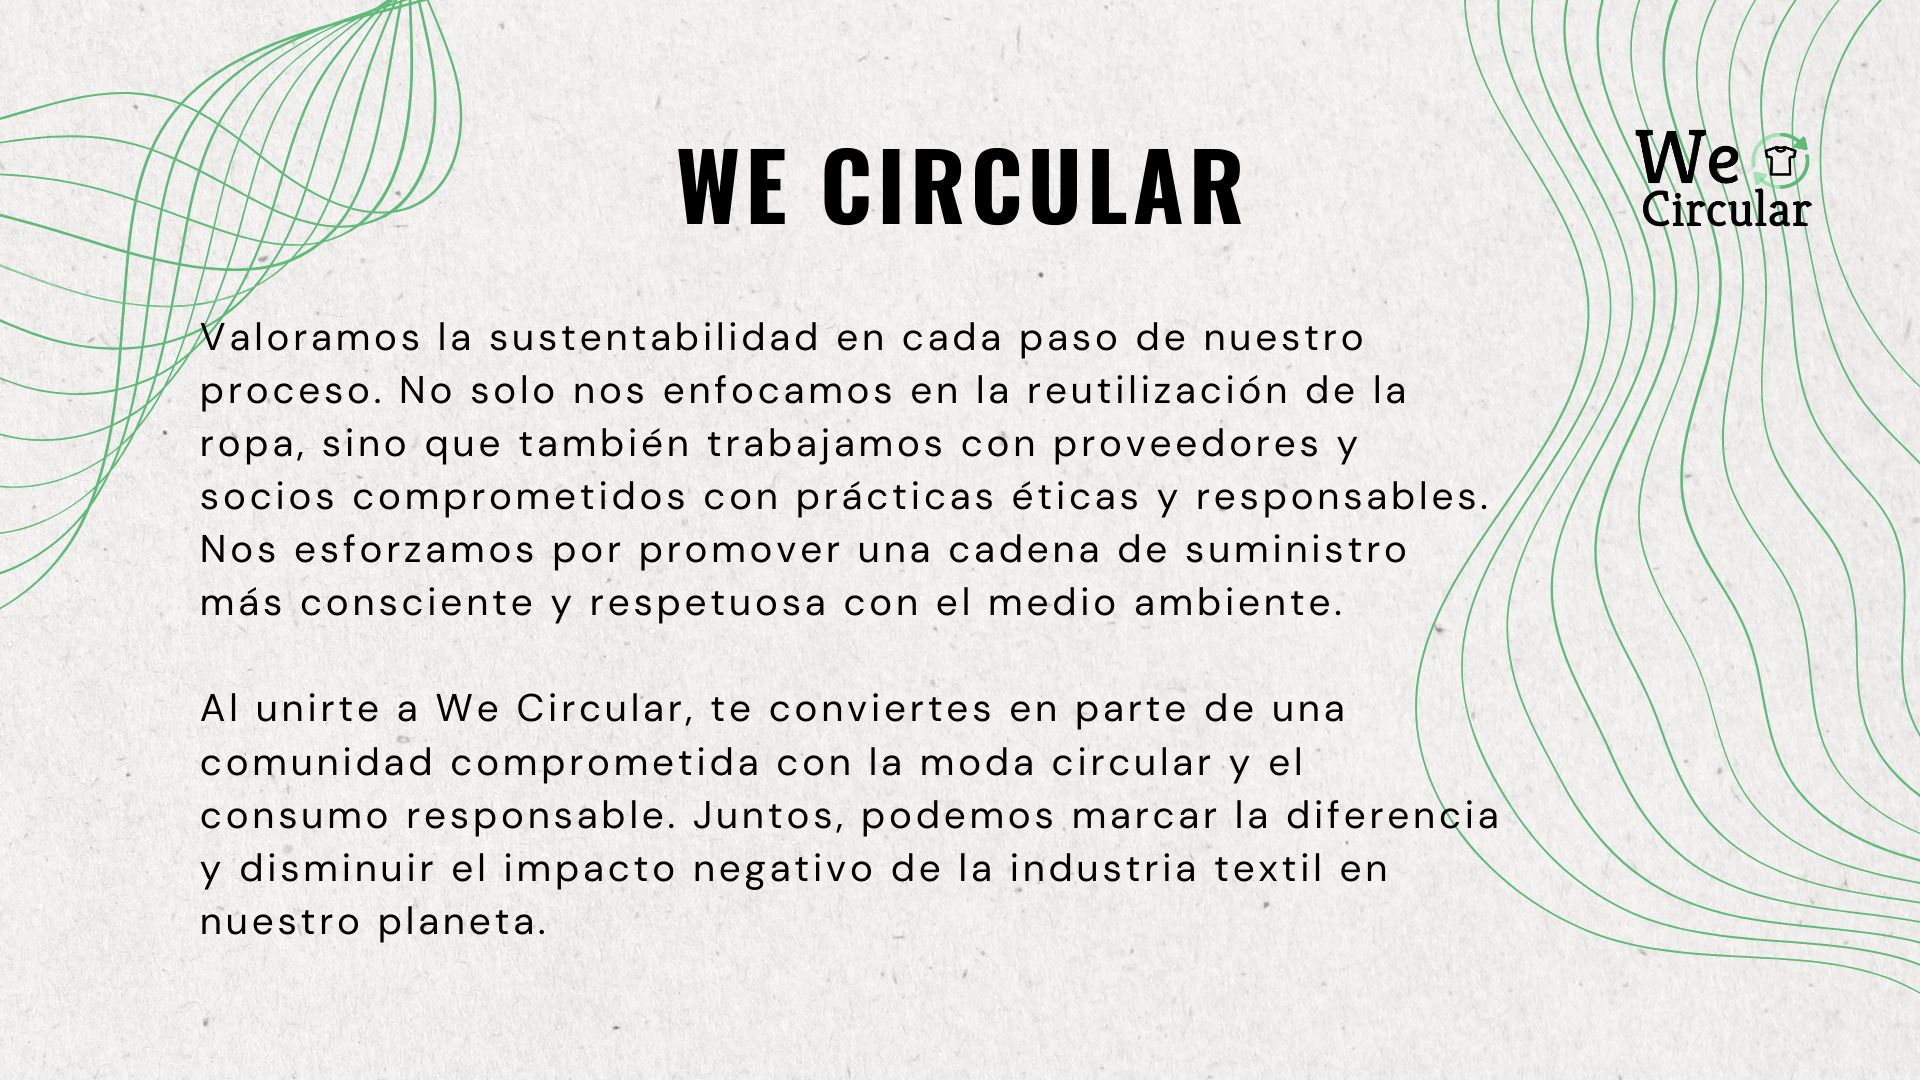 WE CIRCULAR
We
Circular
Valoramos la sustentabilidad en cada paso de nuestro
proceso. No solo nos enfocamos en la reutilización de la
ropa, sino que también trabajamos con proveedores y
socios comprometidos con prácticas éticas y responsables.
Nos esforzamos por promover una cadena de suministro
más consciente y respetuosa con el medio ambiente.
Al unirte a We Circular, te conviertes en parte de una
comunidad comprometida con la moda circular y el
consumo responsable. Juntos, podemos marcar la diferencia
y disminuir el impacto negativo de la industria textil en
nuestro planeta.